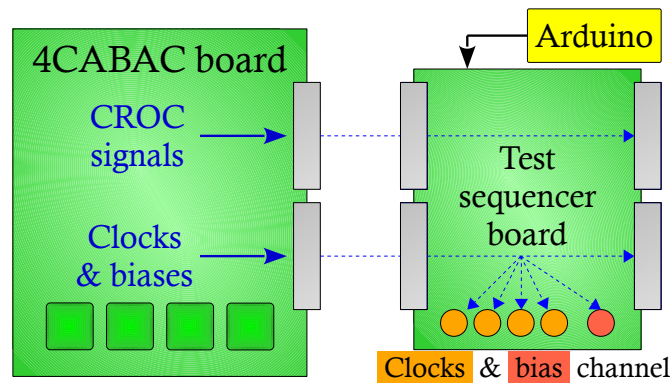 4CABAC board
Arduino
CROC
signals
Clocks
& biases
Test
sequencer
board
Clocks & bias channel